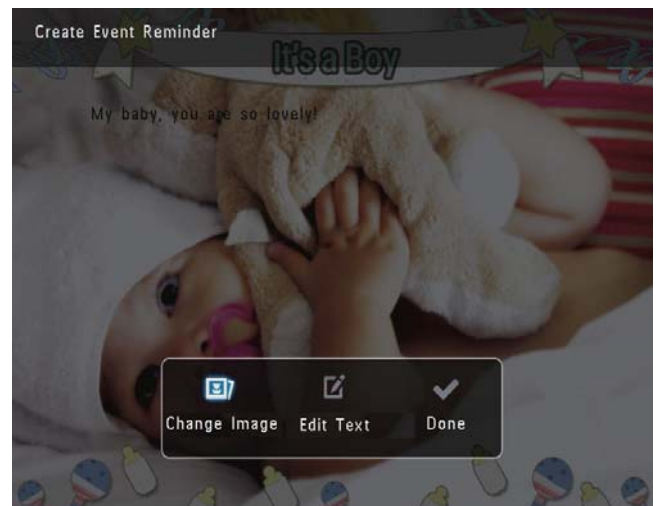 Create Event Reminder
It's a Boy
My baby, you are so lovely!
Change Image
Edit Text
Done